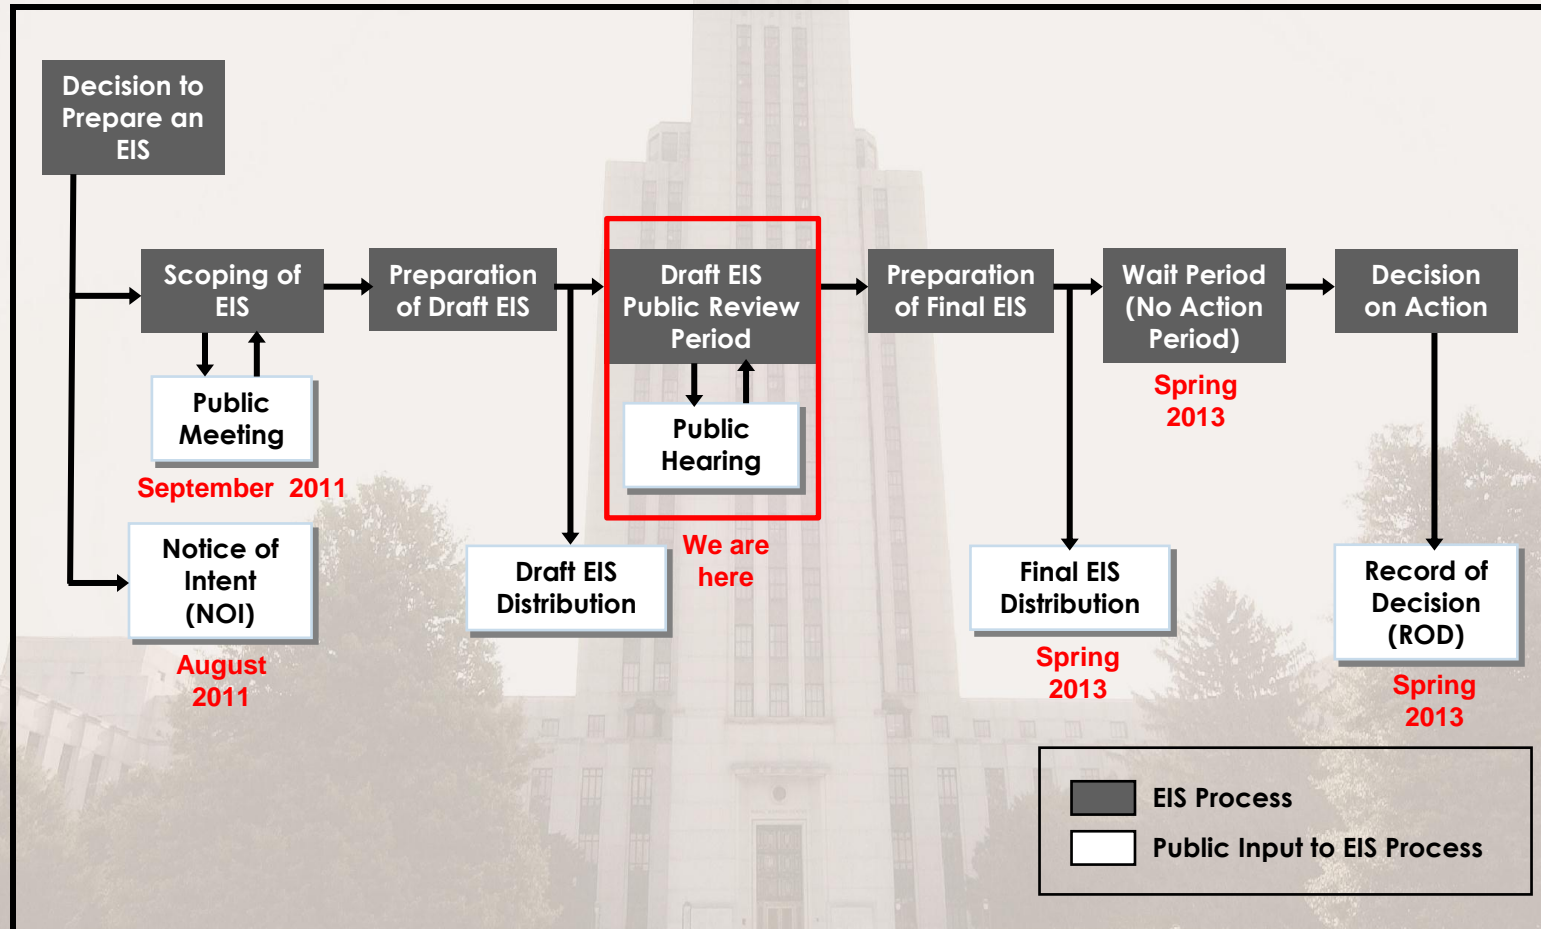 Decision to
Prepare an
EIS
Scoping of
EIS
Preparation
of Draft EIS
Draft EIS
Public Review
Period
Preparation
of Final EIS
Wait Period
(No Action
Period)
Decision
on Action
Spring
2013
Public
Meeting
September 2011
Public
Hearing
We are
here
Notice of
Intent
(NOI)
August
2011
Draft EIS
Distribution
Final EIS
Distribution
Spring
2013
Record of
Decision
(ROD)
Spring
2013
EIS Process
Public Input to EIS Process